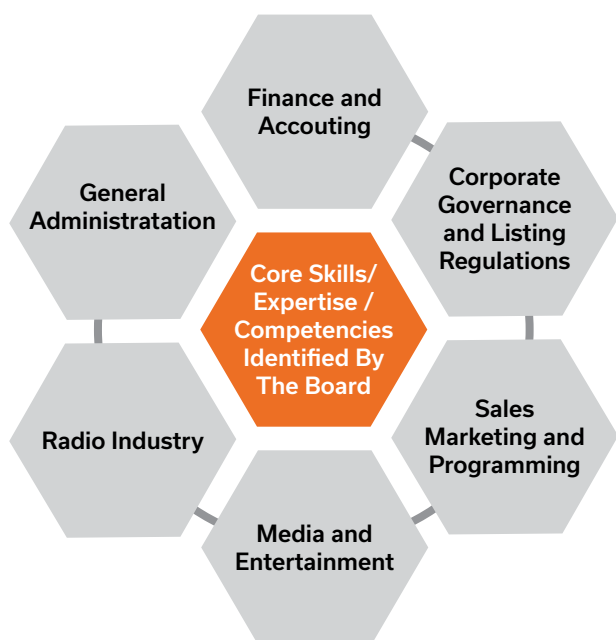 Finance and
Accouting
Corporate
Governance
and Listing
Regulations
General
Administratation
Core Skills/
Expertise /
Competencies
Identified By
The Board
Sales
Marketing and
Programming
Radio Industry
Media and
Entertainment